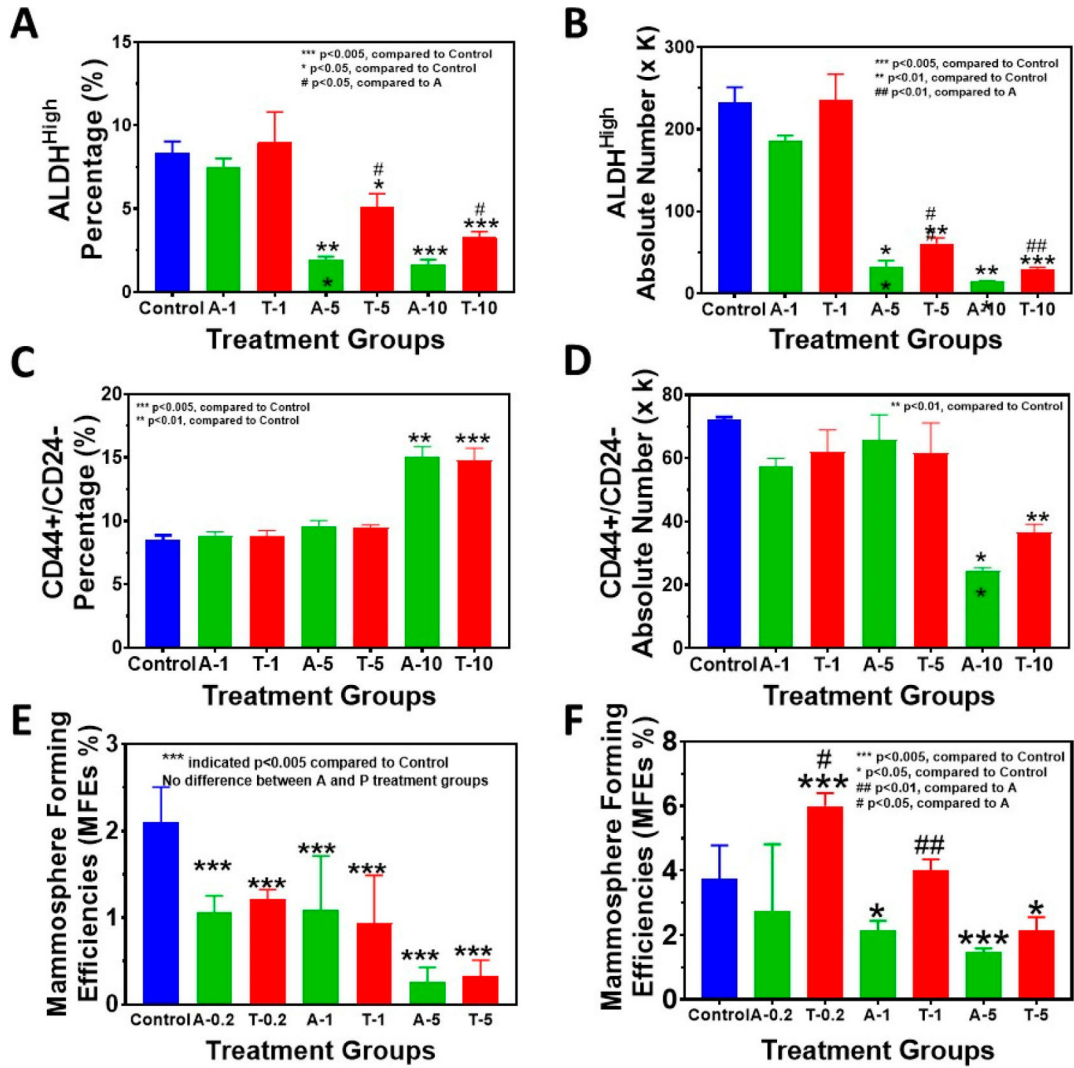 A
ALDH^High
Percentage (%)
15
10
5
0
*** p<0.005, compared to Control
* p<0.05, compared to Control
# p<0.05, compared to A
**
*
#
*
***
#
***
Control A-1 T-1 A-5 T-5 A-10 T-10
Treatment Groups
B
ALDH^High
Absolute Number (x K)
300
200
100
0
*** p<0.005, compared to Control
** p<0.01, compared to Control
## p<0.01, compared to A
*
*
#
#
**
**
*
##
***
Control A-1 T-1 A-5 T-5 A-10 T-10
Treatment Groups
C
CD44+/CD24-
Percentage (%)
20
15
10
5
0
*** p<0.005, compared to Control
** p<0.01, compared to Control
**
***
Control A-1 T-1 A-5 T-5 A-10 T-10
Treatment Groups
D
CD44+/CD24-
Absolute Number (x k)
80
60
40
20
0
** p<0.01, compared to Control
*
*
**
Control A-1 T-1 A-5 T-5 A-10 T-10
Treatment Groups
E
Mammosphere Forming
Efficiencies (MFEs %)
3
2
1
0
*** indicated p<0.005 compared to Control
No difference between A and P treatment groups
***
***
***
***
***
***
Control A-0.2 T-0.2 A-1 T-1 A-5 T-5
Treatment Groups
F
Mammosphere Forming
Efficiencies (MFEs %)
8
6
4
2
0
*** p<0.005, compared to Control
* p<0.05, compared to Control
## p<0.01, compared to A
# p<0.05, compared to A
#
***
*
##
***
*
Control A-0.2 T-0.2 A-1 T-1 A-5 T-5
Treatment Groups